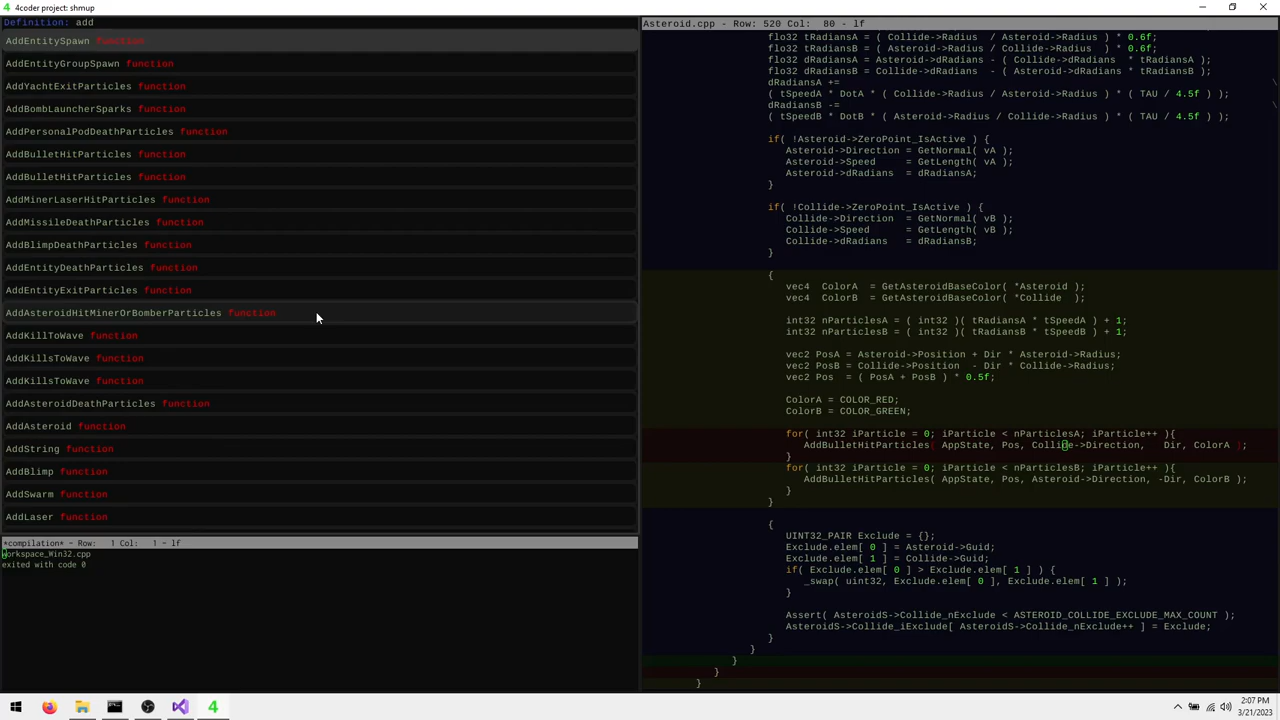 4coder project: shmup
Definition: add
AddEntitySpawn function
AddEntityGroupSpawn function
AddYachtExitParticles function
AddBombLauncherSparks function
AddPersonalPodDeathParticles function
AddBulletHitParticles function
AddBulletHitParticles function
AddMinerLaserHitParticles function
AddMissileDeathParticles function
AddBlimpDeathParticles function
AddEntityDeathParticles function
AddEntityExitParticles function
AddAsteroidHitMinerOrBomberParticles function
AddKillToWave function
AddKillsToWave function
AddKillsToWave function
AddAsteroidDeathParticles function
AddAsteroid function
AddString function
AddBlimp function
AddSwarm function
AddLaser function
*compilation* - Row: 1 Col: 1 - lf
workspace_Win32.cpp
exited with code 0
Asteroid.cpp - Row: 520 Col: 80 - lf
flo32 tRadiansA = ( Collide->Radius / Asteroid->Radius ) * 0.6f;
flo32 tRadiansB = ( Asteroid->Radius / Collide->Radius ) * 0.6f;
flo32 dRadiansA = Asteroid->dRadians - ( Collide->dRadians * tRadiansA );
flo32 dRadiansB = Collide->dRadians - ( Asteroid->dRadians * tRadiansB );
dRadiansA +=
( tSpeedA * DotA * ( Collide->Radius / Asteroid->Radius ) * ( TAU / 4.5f ) );
dRadiansB -=
( tSpeedB * DotB * ( Asteroid->Radius / Collide->Radius ) * ( TAU / 4.5f ) );
if( !Asteroid->ZeroPoint_IsActive ) {
Asteroid->Direction = GetNormal( vA );
Asteroid->Speed = GetLength( vA );
Asteroid->dRadians = dRadiansA;
}
if( !Collide->ZeroPoint_IsActive ) {
Collide->Direction = GetNormal( vB );
Collide->Speed = GetLength( vB );
Collide->dRadians = dRadiansB;
}
{
vec4 ColorA = GetAsteroidBaseColor( *Asteroid );
vec4 ColorB = GetAsteroidBaseColor( *Collide );
int32 nParticlesA = ( int32 )( tRadiansA * tSpeedA ) + 1;
int32 nParticlesB = ( int32 )( tRadiansB * tSpeedB ) + 1;
vec2 PosA = Asteroid->Position + Dir * Asteroid->Radius;
vec2 PosB = Collide->Position - Dir * Collide->Radius;
vec2 Pos = ( PosA + PosB ) * 0.5f;
ColorA = COLOR_RED;
ColorB = COLOR_GREEN;
for( int32 iParticle = 0; iParticle < nParticlesA; iParticle++ ){
AddBulletHitParticles( AppState, Pos, Collide->Direction, Dir, ColorA );
}
for( int32 iParticle = 0; iParticle < nParticlesB; iParticle++ ){
AddBulletHitParticles( AppState, Pos, Asteroid->Direction, -Dir, ColorB );
}
}
{
UINT32_PAIR Exclude = {};
Exclude.elem[ 0 ] = Asteroid->Guid;
Exclude.elem[ 1 ] = Collide->Guid;
if( Exclude.elem[ 0 ] > Exclude.elem[ 1 ] ) {
_swap( uint32, Exclude.elem[ 0 ], Exclude.elem[ 1 ] );
}
Assert( AsteroidS->Collide_nExclude < ASTEROID_COLLIDE_EXCLUDE_MAX_COUNT );
AsteroidS->Collide_iExclude[ AsteroidS->Collide_nExclude++ ] = Exclude;
}
}
}
}
}
2:07 PM
3/21/2023